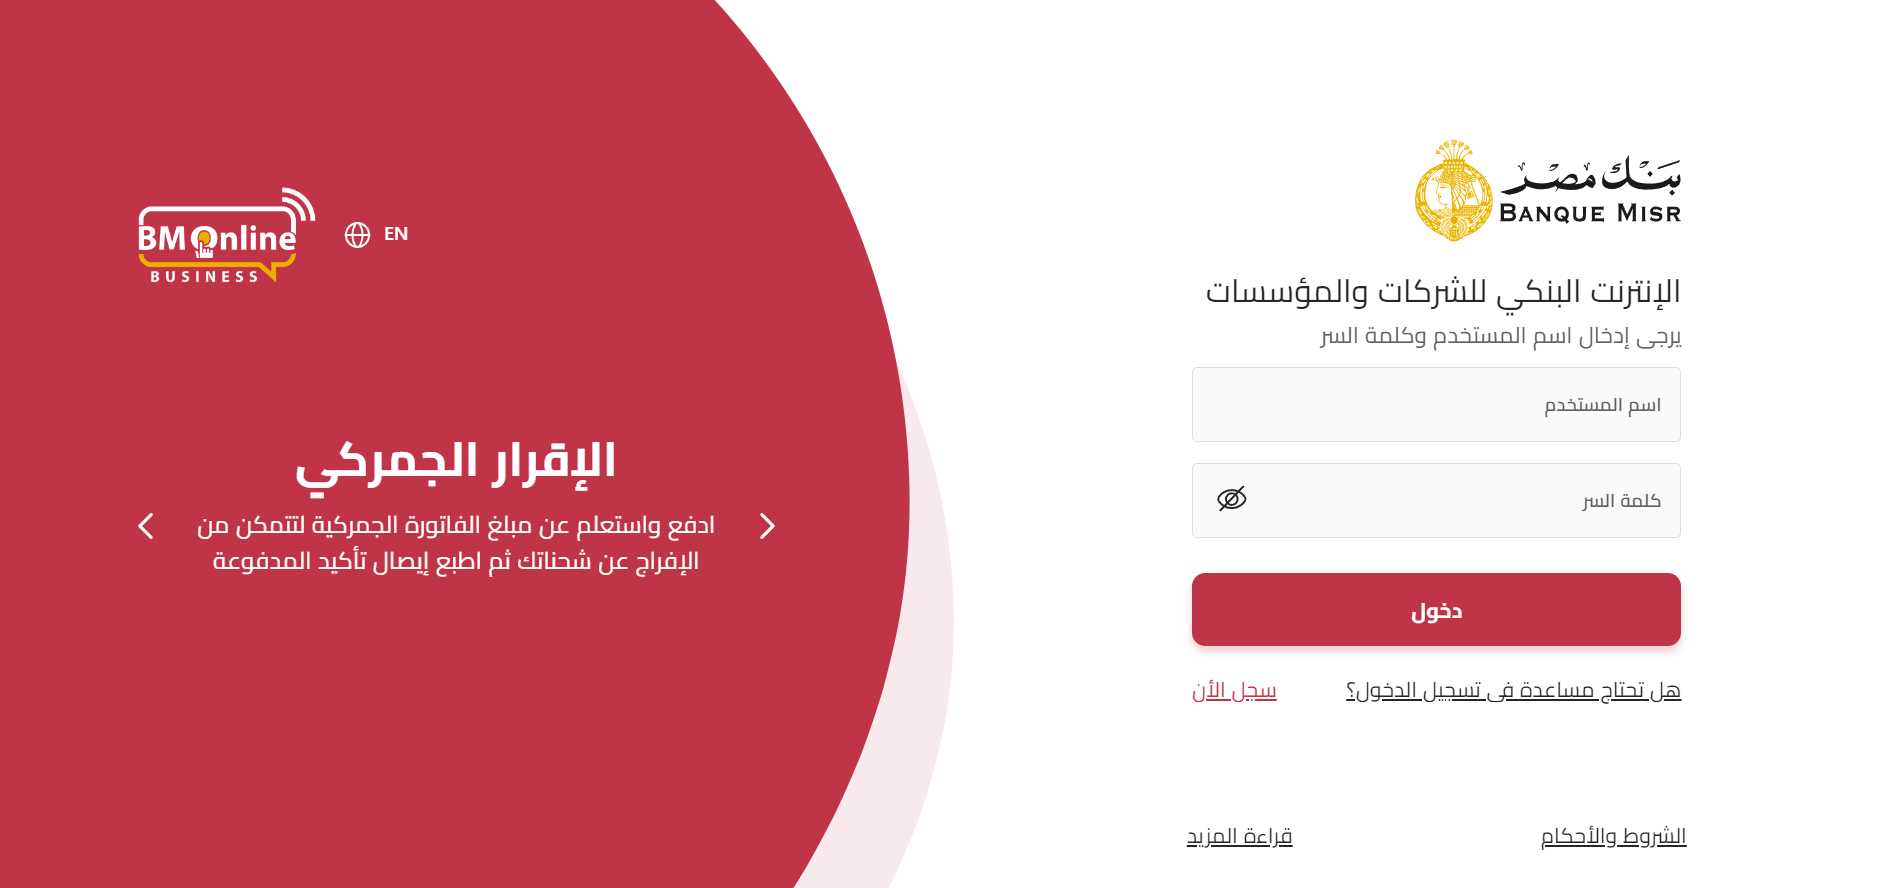 بنك مصر
BANQUE MISR
الإنترنت البنكي للشركات والمؤسسات
يرجى إدخال اسم المستخدم وكلمة السر
اسم المستخدم
كلمة السر
دخول
هل تحتاج مساعدة فى تسجيل الدخول؟
سجل الأن
الشروط والأحكام
قراءة المزيد
BM Online
BUSINESS
EN
الإقرار الجمركي
ادفع واستعلم عن مبلغ الفاتورة الجمركية لتتمكن من
الإفراج عن شحناتك ثم اطبع إيصال تأكيد المدفوعة